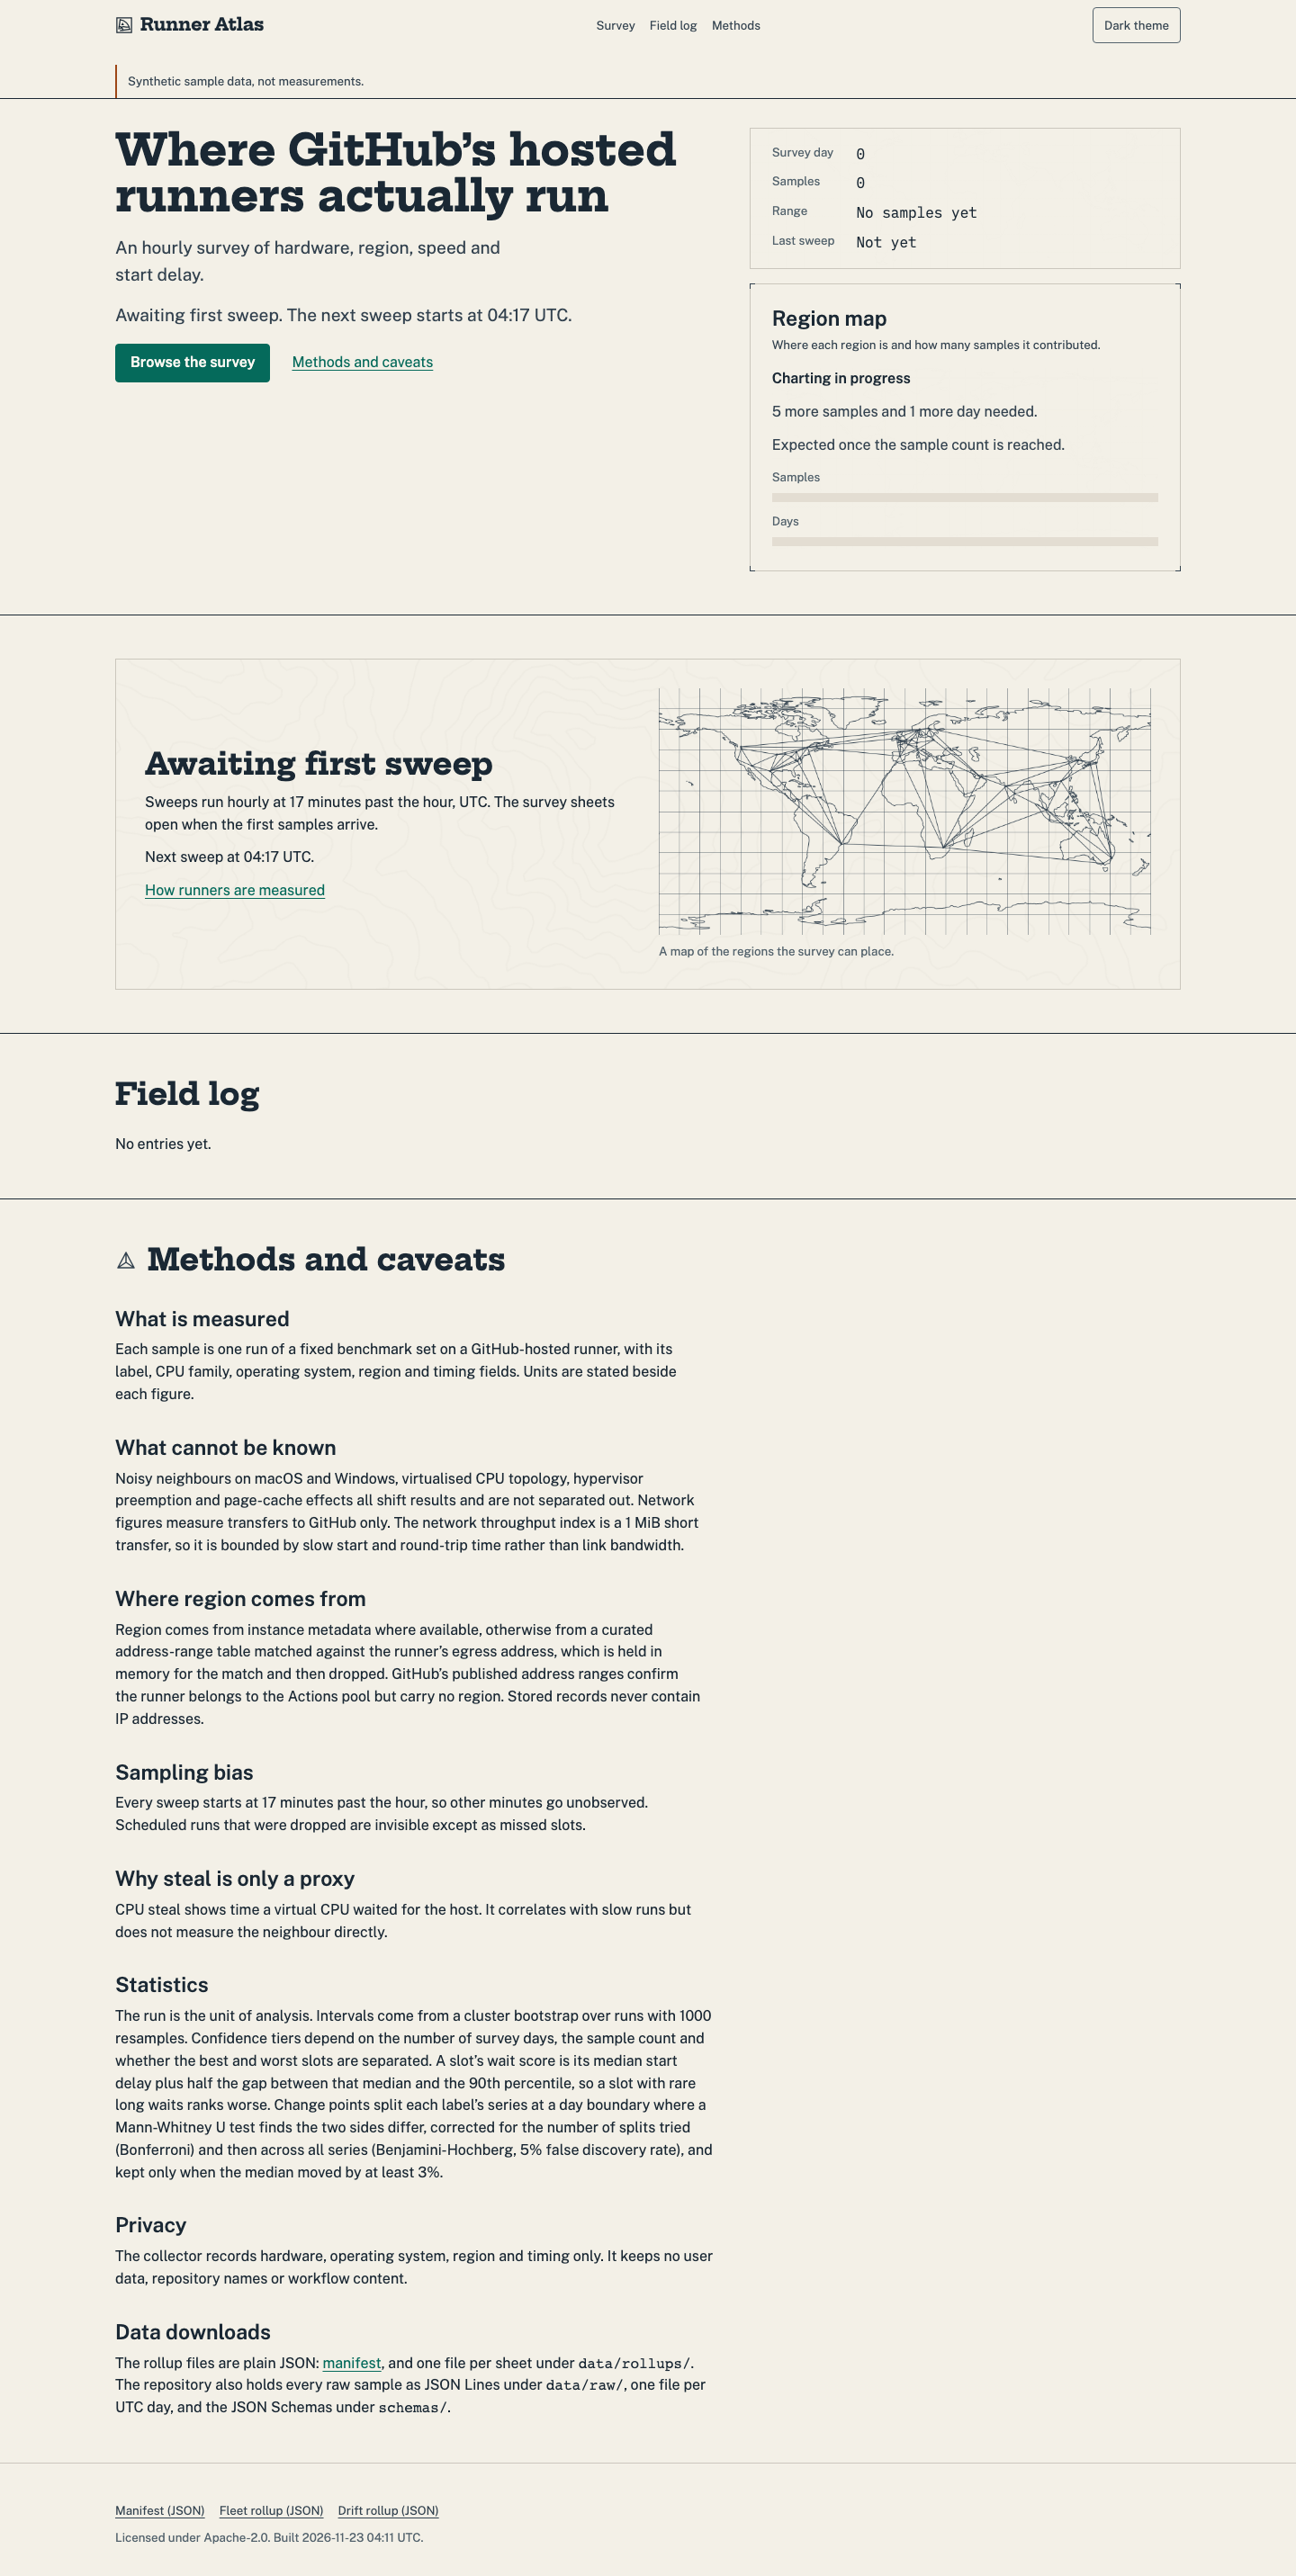 Runner Atlas
Survey Field log Methods
Dark theme
Synthetic sample data, not measurements.
Where GitHub’s hosted
runners actually run
An hourly survey of hardware, region, speed and
start delay.
Awaiting first sweep. The next sweep starts at 04:17 UTC.
Browse the survey
Methods and caveats
Survey day 0
Samples 0
Range No samples yet
Last sweep Not yet
Region map
Where each region is and how many samples it contributed.
Charting in progress
5 more samples and 1 more day needed.
Expected once the sample count is reached.
Samples
Days
Awaiting first sweep
Sweeps run hourly at 17 minutes past the hour, UTC. The survey sheets
open when the first samples arrive.
Next sweep at 04:17 UTC.
How runners are measured
A map of the regions the survey can place.
Field log
No entries yet.
Methods and caveats
What is measured
Each sample is one run of a fixed benchmark set on a GitHub-hosted runner, with its
label, CPU family, operating system, region and timing fields. Units are stated beside
each figure.
What cannot be known
Noisy neighbours on macOS and Windows, virtualised CPU topology, hypervisor
preemption and page-cache effects all shift results and are not separated out. Network
figures measure transfers to GitHub only. The network throughput index is a 1 MiB short
transfer, so it is bounded by slow start and round-trip time rather than link bandwidth.
Where region comes from
Region comes from instance metadata where available, otherwise from a curated
address-range table matched against the runner’s egress address, which is held in
memory for the match and then dropped. GitHub’s published address ranges confirm
the runner belongs to the Actions pool but carry no region. Stored records never contain
IP addresses.
Sampling bias
Every sweep starts at 17 minutes past the hour, so other minutes go unobserved.
Scheduled runs that were dropped are invisible except as missed slots.
Why steal is only a proxy
CPU steal shows time a virtual CPU waited for the host. It correlates with slow runs but
does not measure the neighbour directly.
Statistics
The run is the unit of analysis. Intervals come from a cluster bootstrap over runs with 1000
resamples. Confidence tiers depend on the number of survey days, the sample count and
whether the best and worst slots are separated. A slot’s wait score is its median start
delay plus half the gap between that median and the 90th percentile, so a slot with rare
long waits ranks worse. Change points split each label’s series at a day boundary where a
Mann-Whitney U test finds the two sides differ, corrected for the number of splits tried
(Bonferroni) and then across all series (Benjamini-Hochberg, 5% false discovery rate), and
kept only when the median moved by at least 3%.
Privacy
The collector records hardware, operating system, region and timing only. It keeps no user
data, repository names or workflow content.
Data downloads
The rollup files are plain JSON: manifest, and one file per sheet under data/rollups/.
The repository also holds every raw sample as JSON Lines under data/raw/, one file per
UTC day, and the JSON Schemas under schemas/.
Manifest (JSON) Fleet rollup (JSON) Drift rollup (JSON)
Licensed under Apache-2.0. Built 2026-11-23 04:11 UTC.